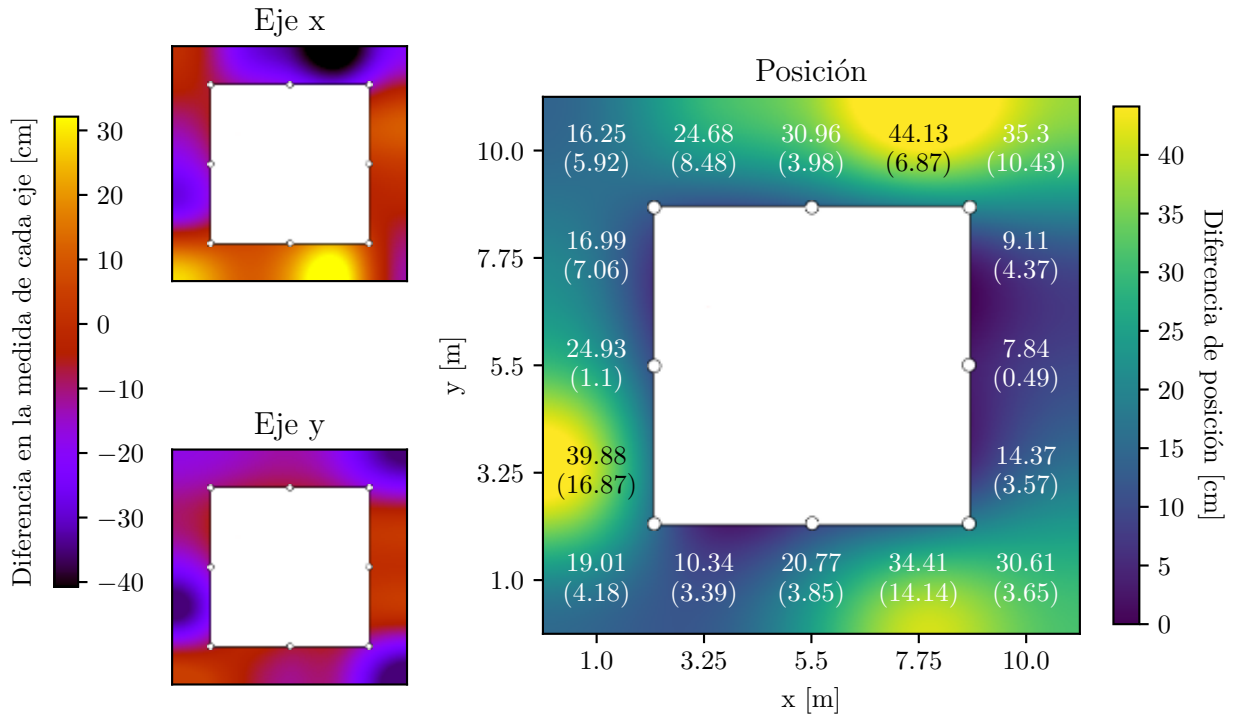 Eje x
Diferencia en la medida de cada eje [cm]
30
20
10
0
−10
−20
−30
−40
Eje y
Posición
y [m]
10.0
7.75
5.5
3.25
1.0
16.25 24.68 30.96 44.13 35.3
(5.92) (8.48) (3.98) (6.87) (10.43)
16.99 9.11
(7.06) (4.37)
24.93 7.84
(1.1) (0.49)
39.88 14.37
(16.87) (3.57)
19.01 10.34 20.77 34.41 30.61
(4.18) (3.39) (3.85) (14.14) (3.65)
1.0 3.25 5.5 7.75 10.0
x [m]
40
35
30
25
20
15
10
5
0
Diferencia de posición [cm]